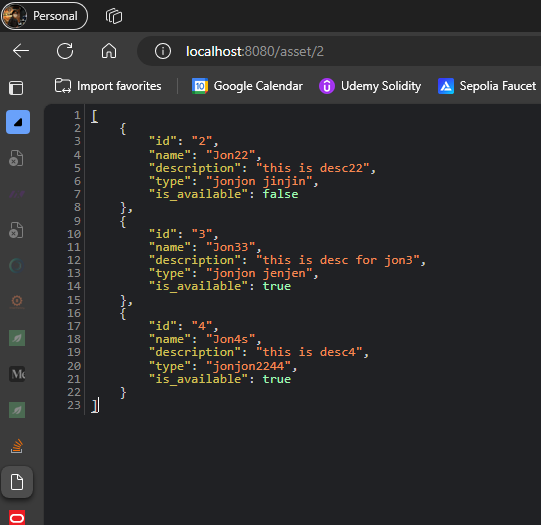 Personal
localhost:8080/asset/2
Import favorites
Google Calendar
Udemy Solidity
Sepolia Faucet
1 [
2 {
3 "id": "2",
4 "name": "Jon22",
5 "description": "this is desc22",
6 "type": "jonjon jinjin",
7 "is_available": false
8 },
9 {
10 "id": "3",
11 "name": "Jon33",
12 "description": "this is desc for jon3",
13 "type": "jonjon jenjen",
14 "is_available": true
15 },
16 {
17 "id": "4",
18 "name": "Jon4s",
19 "description": "this is desc4",
20 "type": "jonjon2244",
21 "is_available": true
22 }
23 ]